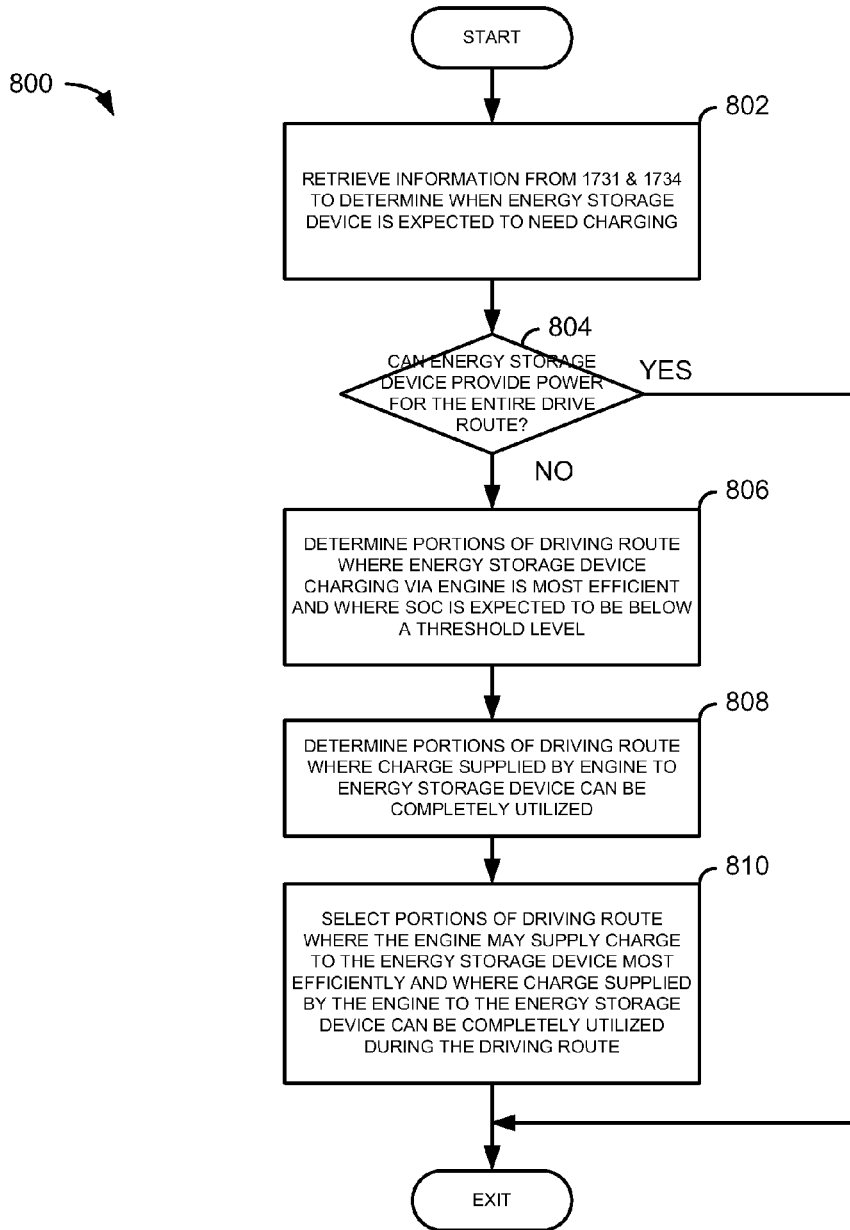 START
800
802
RETRIEVE INFORMATION FROM 1731 & 1734
TO DETERMINE WHEN ENERGY STORAGE
DEVICE IS EXPECTED TO NEED CHARGING
804
CAN ENERGY STORAGE
DEVICE PROVIDE POWER
FOR THE ENTIRE DRIVE
ROUTE?
YES
NO
806
DETERMINE PORTIONS OF DRIVING ROUTE
WHERE ENERGY STORAGE DEVICE
CHARGING VIA ENGINE IS MOST EFFICIENT
AND WHERE SOC IS EXPECTED TO BE BELOW
A THRESHOLD LEVEL
808
DETERMINE PORTIONS OF DRIVING ROUTE
WHERE CHARGE SUPPLIED BY ENGINE TO
ENERGY STORAGE DEVICE CAN BE
COMPLETELY UTILIZED
810
SELECT PORTIONS OF DRIVING ROUTE
WHERE THE ENGINE MAY SUPPLY CHARGE
TO THE ENERGY STORAGE DEVICE MOST
EFFICIENTLY AND WHERE CHARGE SUPPLIED
BY THE ENGINE TO THE ENERGY STORAGE
DEVICE CAN BE COMPLETELY UTILIZED
DURING THE DRIVING ROUTE
EXIT